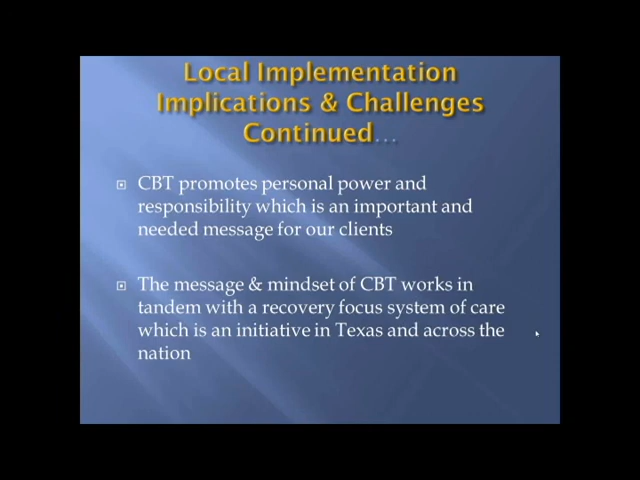 Local Implementation
Implications & Challenges
Continued...
CBT promotes personal power and
responsibility which is an important and
needed message for our clients
The message & mindset of CBT works in
tandem with a recovery focus system of care
which is an initiative in Texas and across the
nation